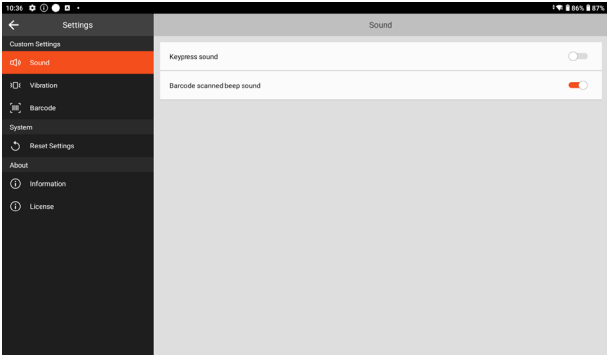 10:36
86% 87%
Settings
Sound
Custom Settings
Sound
Vibration
Barcode
System
Reset Settings
About
Information
License
Keypress sound
Barcode scanned beep sound